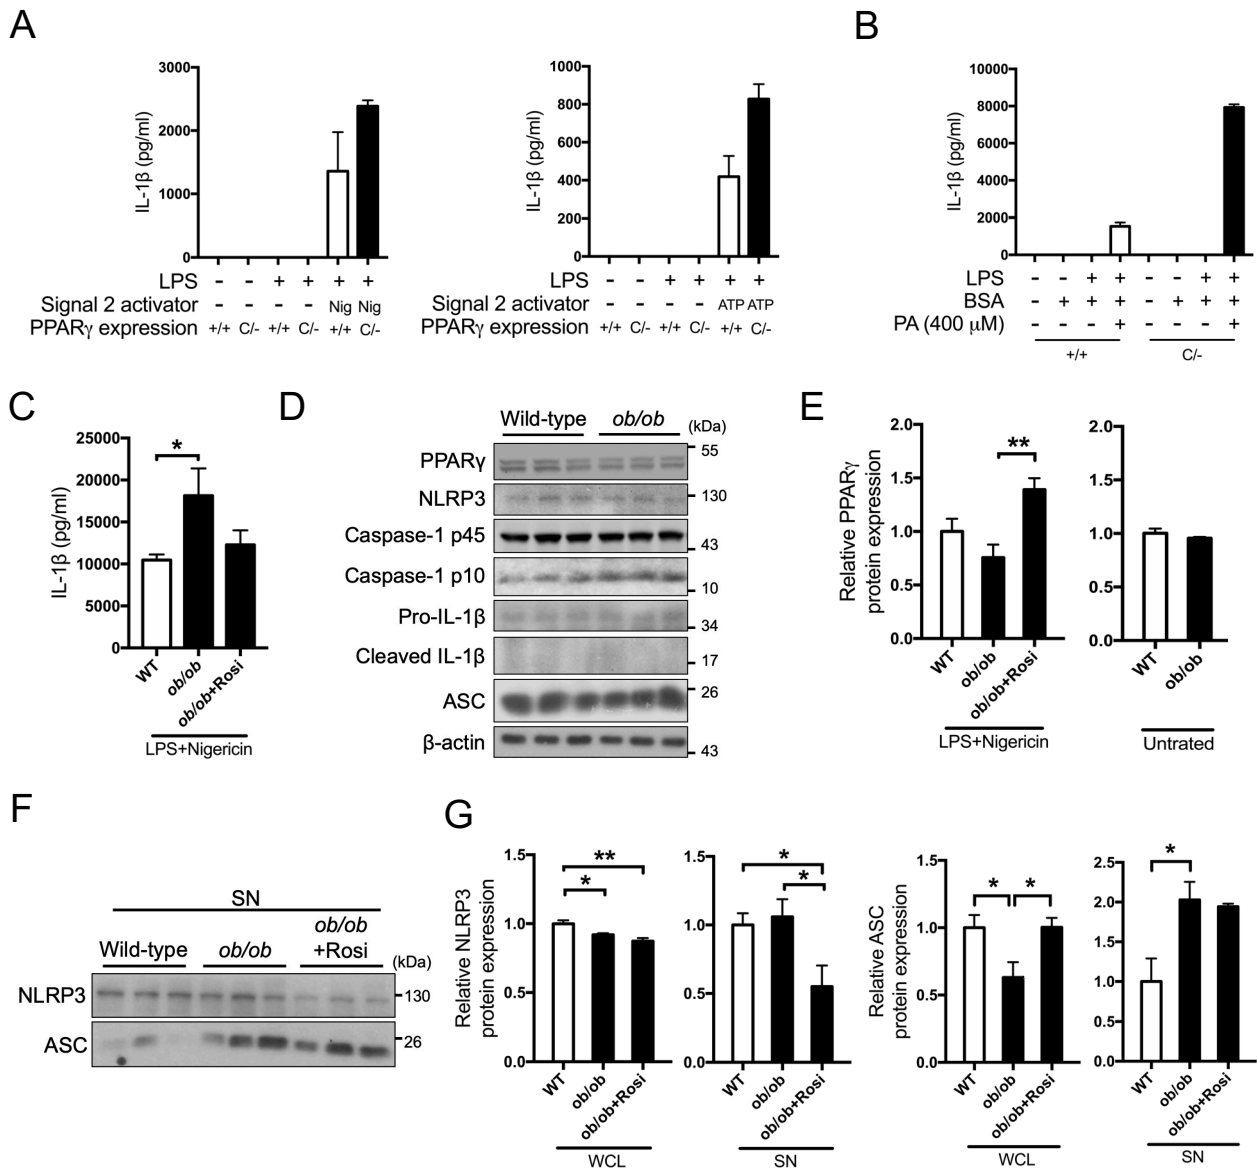 A
3000
2000
1000
0
IL-1β (pg/ml)
LPS - - + + + +
Signal 2 activator - - - - Nig Nig
PPARγ expression +/+ C/- +/+ C/- +/+ C/-
1000
800
600
400
200
0
IL-1β (pg/ml)
LPS - - + + + +
Signal 2 activator - - - - ATP ATP
PPARγ expression +/+ C/- +/+ C/- +/+ C/-
B
10000
8000
6000
4000
2000
0
IL-1β (pg/ml)
LPS - - + + - - + +
BSA - + + + - + + +
PA (400 μM) - - - + - - - +
+/+ C/-
C
25000
20000
15000
10000
5000
0
IL-1β (pg/ml)
*
WT
ob/ob
ob/ob+Rosi
LPS+Nigericin
D
Wild-type ob/ob (kDa)
PPARγ 55
NLRP3 130
Caspase-1 p45 43
Caspase-1 p10 10
Pro-IL-1β 34
Cleaved IL-1β 17
ASC 26
β-actin 43
E
Relative PPARγ
protein expression
2.0
1.5
1.0
0.5
0.0
**
WT
ob/ob
ob/ob+Rosi
LPS+Nigericin
2.0
1.5
1.0
0.5
0.0
WT
ob/ob
Untrated
F
SN
Wild-type ob/ob ob/ob
+Rosi
(kDa)
NLRP3 130
ASC 26
G
Relative NLRP3
protein expression
1.5
1.0
0.5
0.0
**
*
WT
ob/ob
ob/ob+Rosi
WCL
1.5
1.0
0.5
0.0
*
*
WT
ob/ob
ob/ob+Rosi
SN
Relative ASC
protein expression
1.5
1.0
0.5
0.0
* *
WT
ob/ob
ob/ob+Rosi
WCL
2.5
2.0
1.5
1.0
0.5
0.0
*
WT
ob/ob
ob/ob+Rosi
SN